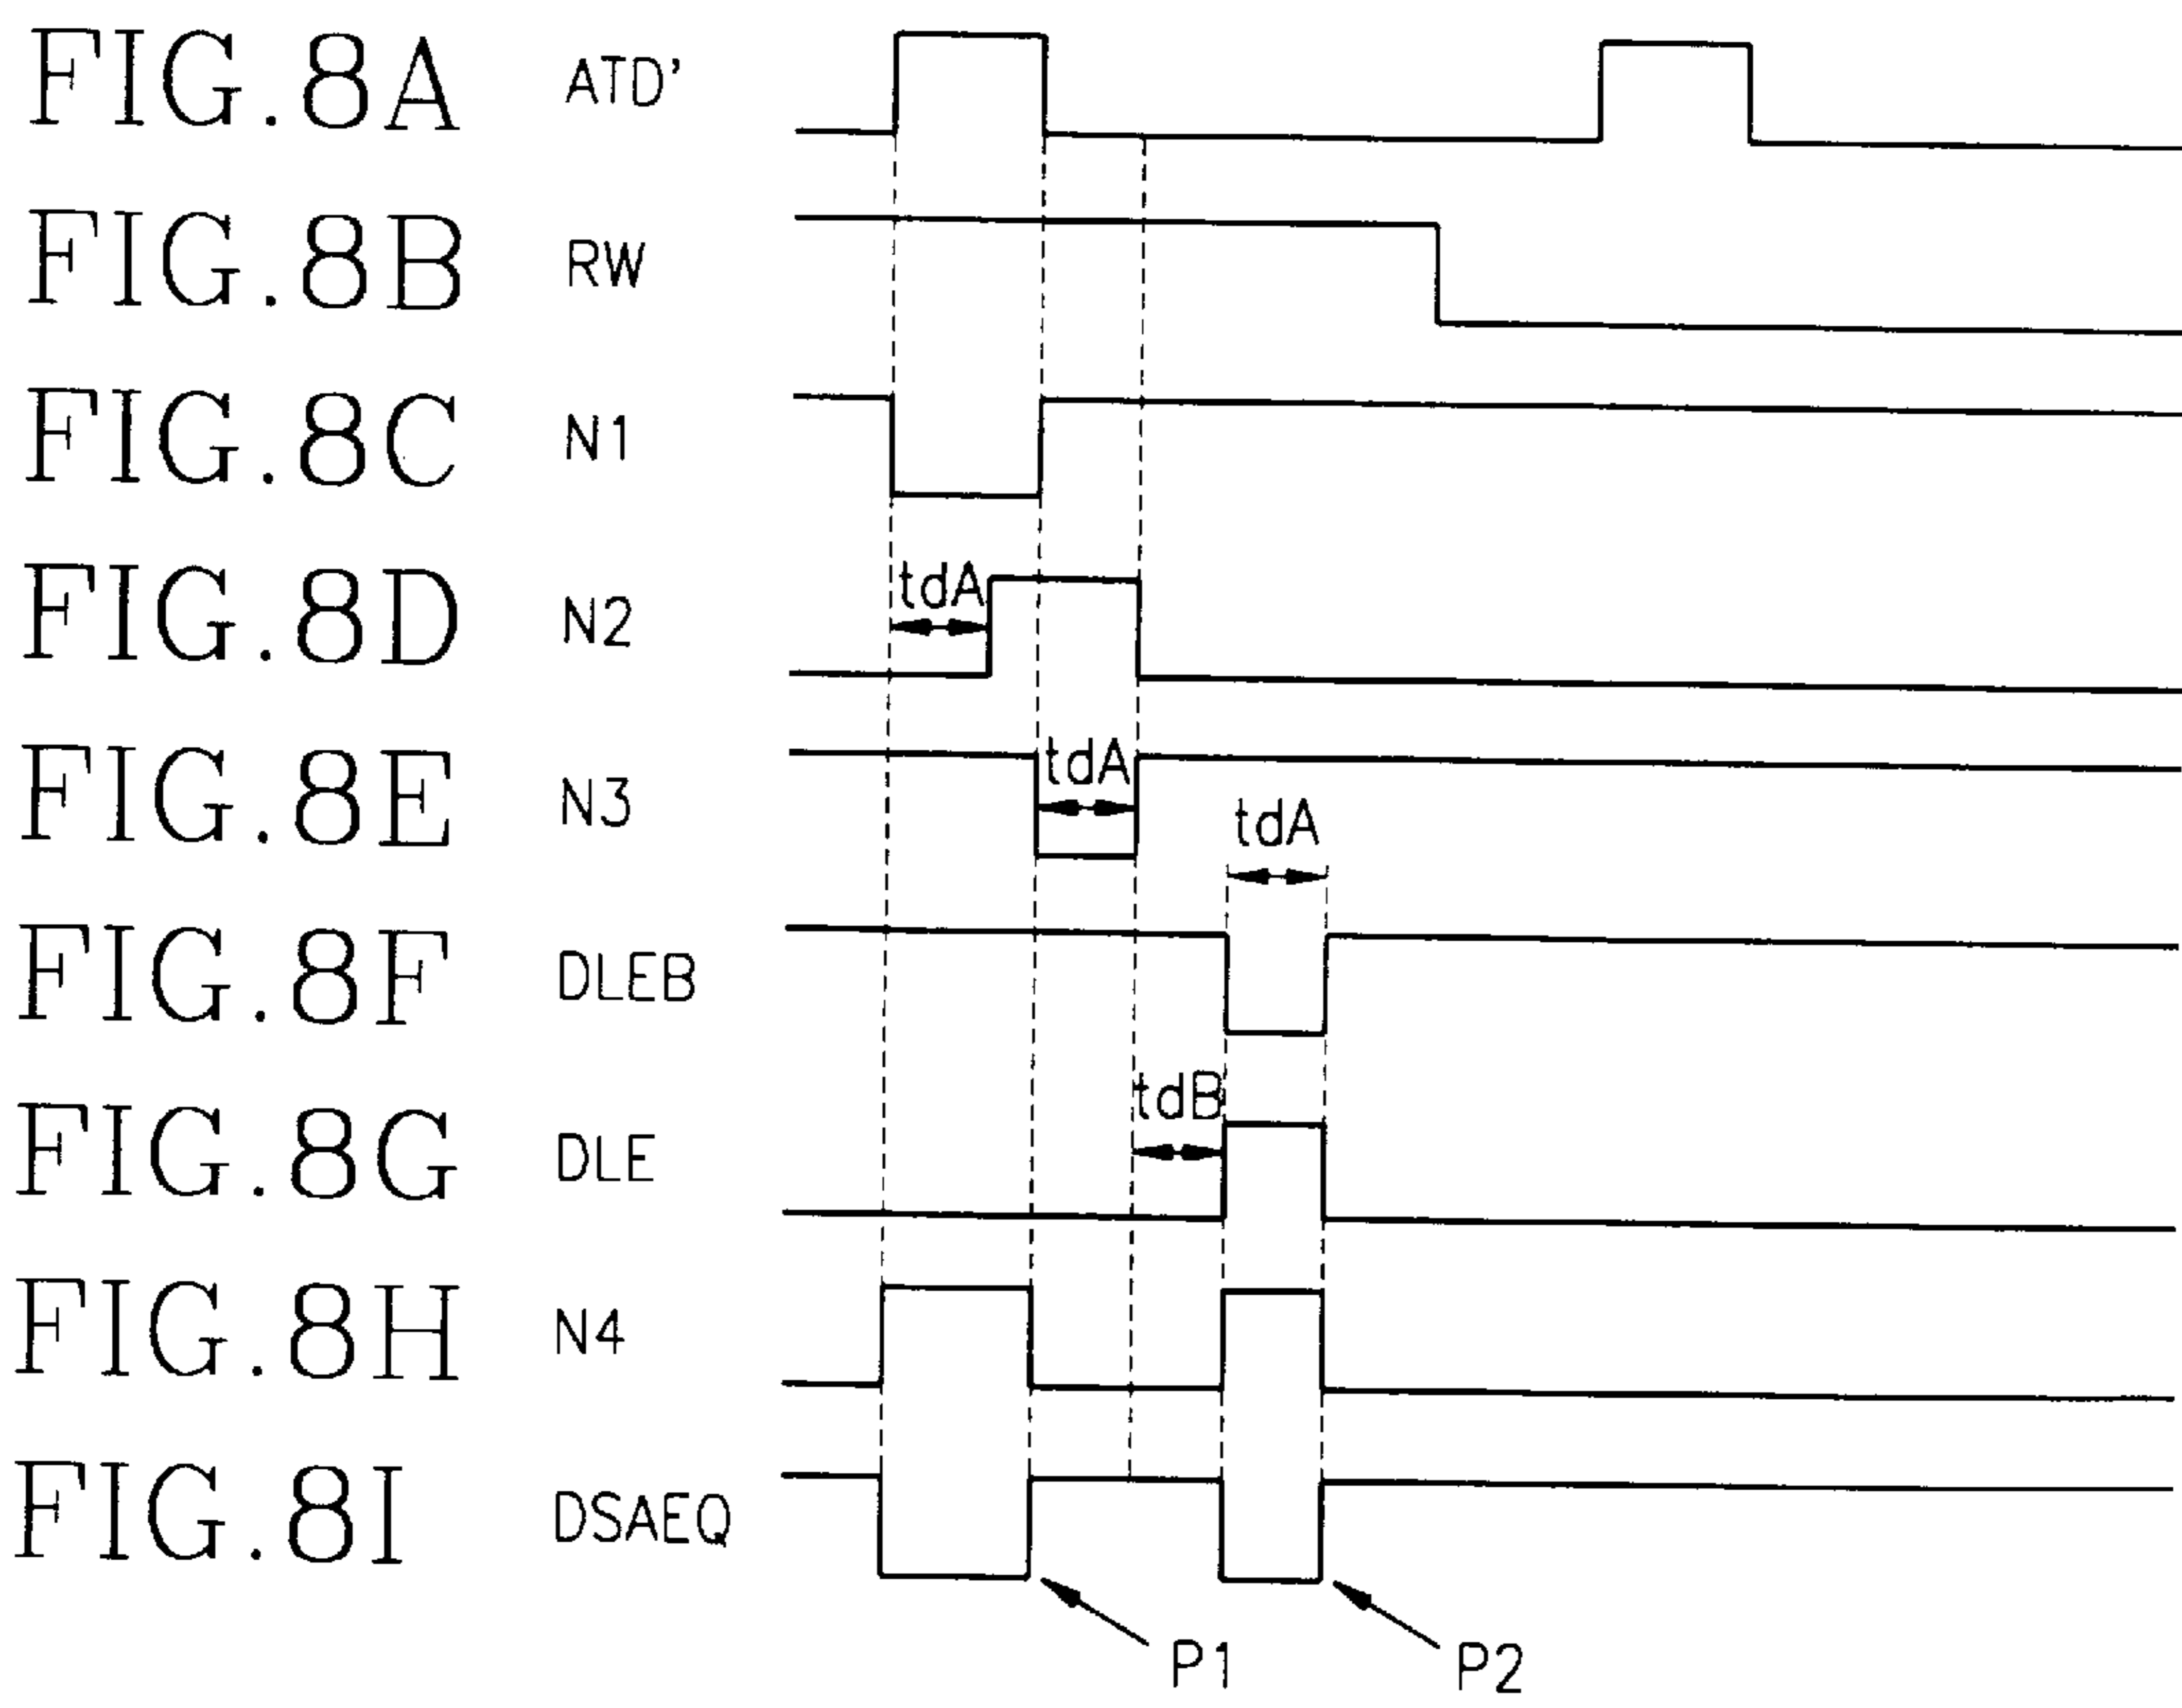 FIG.8A ATD'
FIG.8B RW
FIG.8C N1
FIG.8D N2 tdA
FIG.8E N3 tdA
tdA
FIG.8F DLEB
FIG.8G DLE tdB
FIG.8H N4
FIG.8I DSAEQ
P1 P2